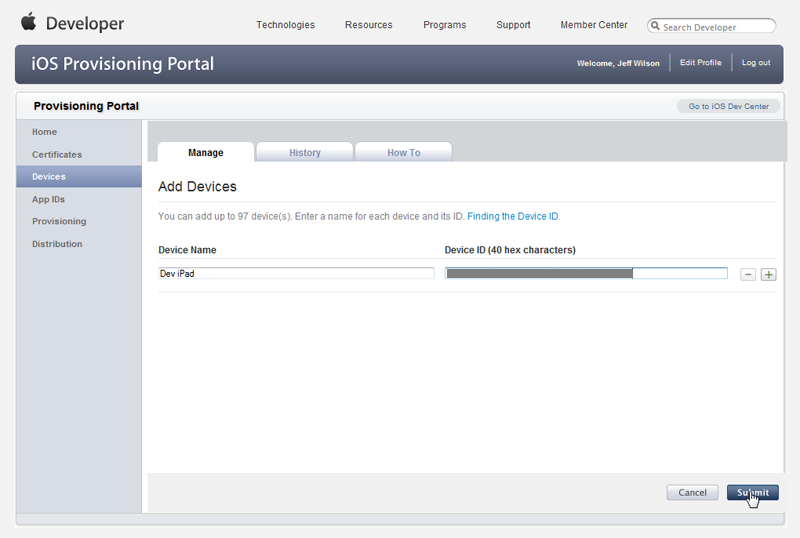 Developer
Technologies Resources Programs Support Member Center Search Developer
iOS Provisioning Portal
Welcome, Jeff Wilson Edit Profile Log out
Provisioning Portal
Go to iOS Dev Center
Home
Certificates
Devices
App IDs
Provisioning
Distribution
Manage History How To
Add Devices
You can add up to 97 device(s). Enter a name for each device and its ID. Finding the Device ID.
Device Name Device ID (40 hex characters)
Dev iPad
Cancel Submit